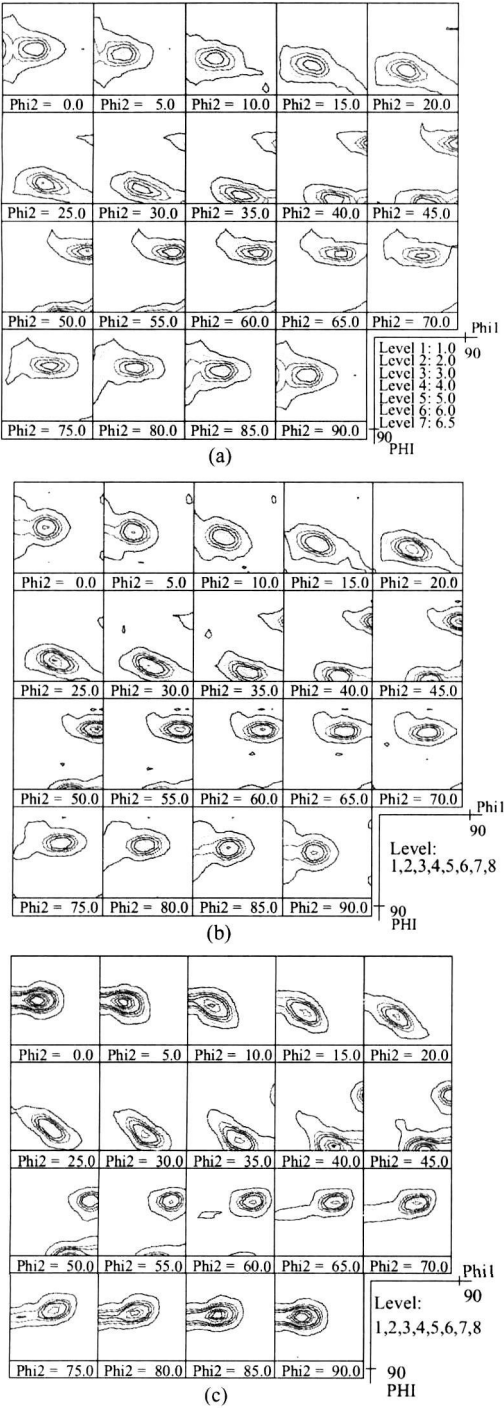 Phi2 = 0.0 Phi2 = 5.0 Phi2 = 10.0 Phi2 = 15.0 Phi2 = 20.0
Phi2 = 25.0 Phi2 = 30.0 Phi2 = 35.0 Phi2 = 40.0 Phi2 = 45.0
Phi2 = 50.0 Phi2 = 55.0 Phi2 = 60.0 Phi2 = 65.0 Phi2 = 70.0
Phi1
90
Level 1: 1.0
Level 2: 2.0
Level 3: 3.0
Level 4: 4.0
Level 5: 5.0
Level 6: 6.0
Level 7: 6.5
Phi2 = 75.0 Phi2 = 80.0 Phi2 = 85.0 Phi2 = 90.0
90
PHI
(a)
Phi2 = 0.0 Phi2 = 5.0 Phi2 = 10.0 Phi2 = 15.0 Phi2 = 20.0
Phi2 = 25.0 Phi2 = 30.0 Phi2 = 35.0 Phi2 = 40.0 Phi2 = 45.0
Phi2 = 50.0 Phi2 = 55.0 Phi2 = 60.0 Phi2 = 65.0 Phi2 = 70.0
Phi1
90
Level:
1,2,3,4,5,6,7,8
Phi2 = 75.0 Phi2 = 80.0 Phi2 = 85.0 Phi2 = 90.0
90
PHI
(b)
Phi2 = 0.0 Phi2 = 5.0 Phi2 = 10.0 Phi2 = 15.0 Phi2 = 20.0
Phi2 = 25.0 Phi2 = 30.0 Phi2 = 35.0 Phi2 = 40.0 Phi2 = 45.0
Phi2 = 50.0 Phi2 = 55.0 Phi2 = 60.0 Phi2 = 65.0 Phi2 = 70.0
Phi1
90
Level:
1,2,3,4,5,6,7,8
Phi2 = 75.0 Phi2 = 80.0 Phi2 = 85.0 Phi2 = 90.0
90
PHI
(c)